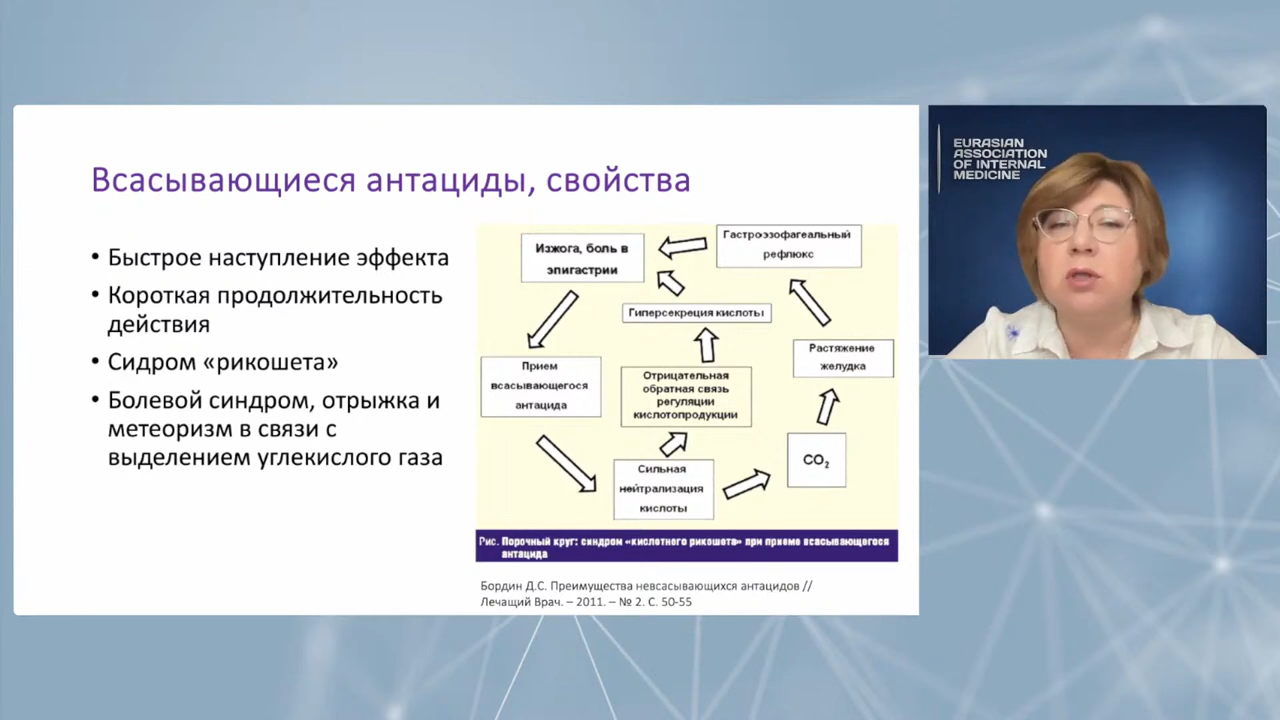 Всасывающиеся антациды, свойства
• Быстрое наступление эффекта
• Короткая продолжительность
действия
• Сидром «рикошета»
• Болевой синдром, отрыжка и
метеоризм в связи с
выделением углекислого газа
Изжога, боль в
эпигастрии
Гастроэзофагеальный
рефлюкс
Гиперсекреция кислоты
Прием
всасывающегося
антацида
Отрицательная
обратная связь
регуляции
кислотопродукции
Растяжение
желудка
Сильная
нейтрализация
кислоты
CO₂
Рис. Порочный круг: синдром «кислотного рикошета» при приеме всасывающегося
антацида
Бордин Д.С. Преимущества невсасывающихся антацидов //
Лечащий Врач. – 2011. – № 2. С. 50-55
EURASIAN
ASSOCIATION
OF INTERNAL
MEDICINE